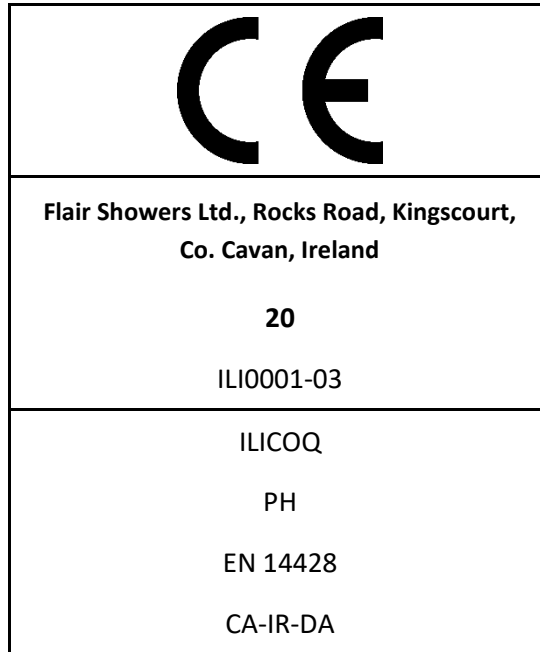 CE
Flair Showers Ltd., Rocks Road, Kingscourt,
Co. Cavan, Ireland
20
ILI0001-03
ILICOQ
PH
EN 14428
CA-IR-DA